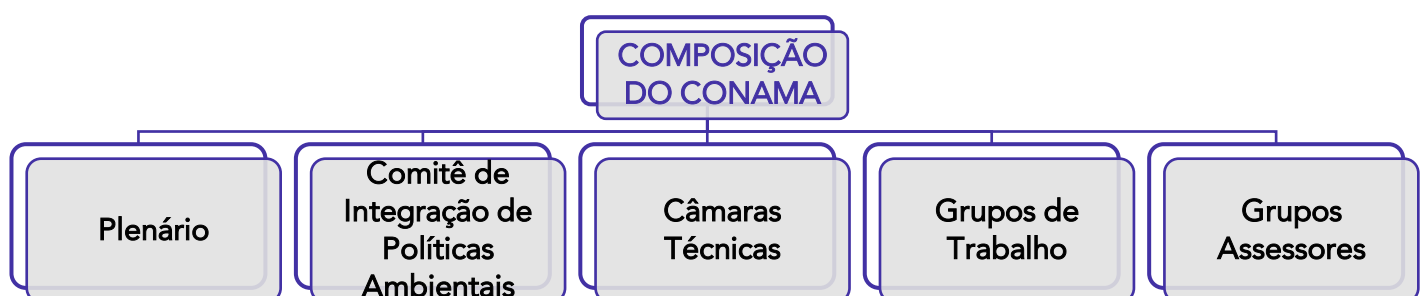 COMPOSIÇÃO
DO CONAMA
Plenário
Comitê de
Integração de
Políticas
Ambientais
Câmaras
Técnicas
Grupos de
Trabalho
Grupos
Assessores